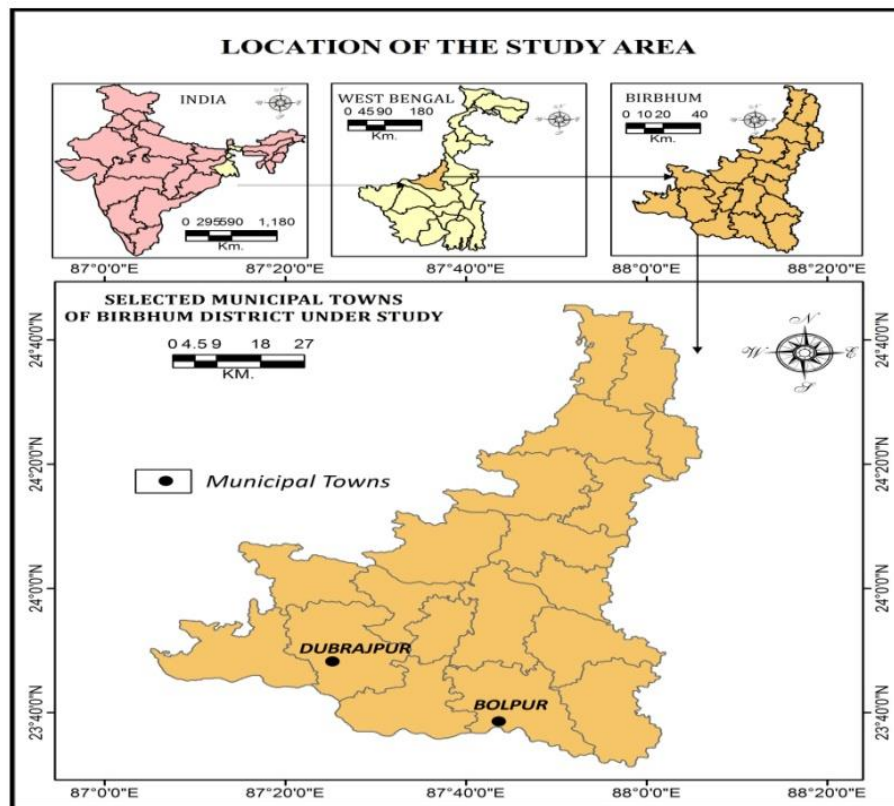 LOCATION OF THE STUDY AREA
INDIA
0 295590 1,180
Km.
WEST BENGAL
0 4590 180
Km.
BIRBHUM
0 10 20 40
Km.
87°0'0"E 87°20'0"E 87°40'0"E 88°0'0"E 88°20'0"E
SELECTED MUNICIPAL TOWNS
OF BIRBHUM DISTRICT UNDER STUDY
0 4.5 9 18 27
KM.
N
W E
S
Municipal Towns
24°40'0"N 24°40'0"N
24°20'0"N 24°20'0"N
24°0'0"N 24°0'0"N
23°40'0"N 23°40'0"N
DUBRAJPUR
BOLPUR
87°0'0"E 87°20'0"E 87°40'0"E 88°0'0"E 88°20'0"E